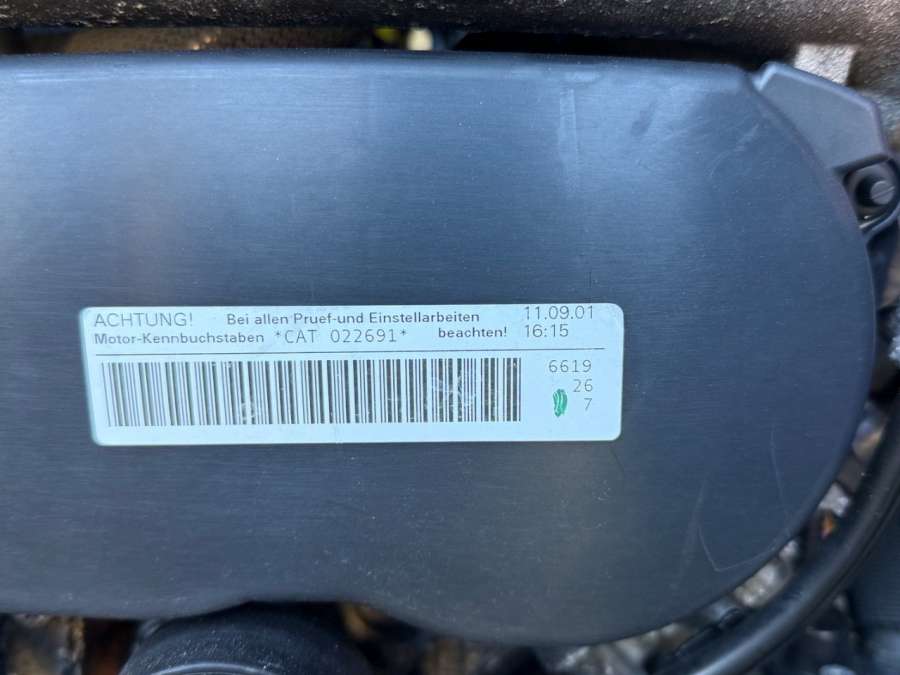 ACHTUNG! Bei allen Pruef-und Einstellarbeiten 11.09.01
Motor-Kennbuchstaben *CAT 022691* beachten! 16:15
6619
26
7